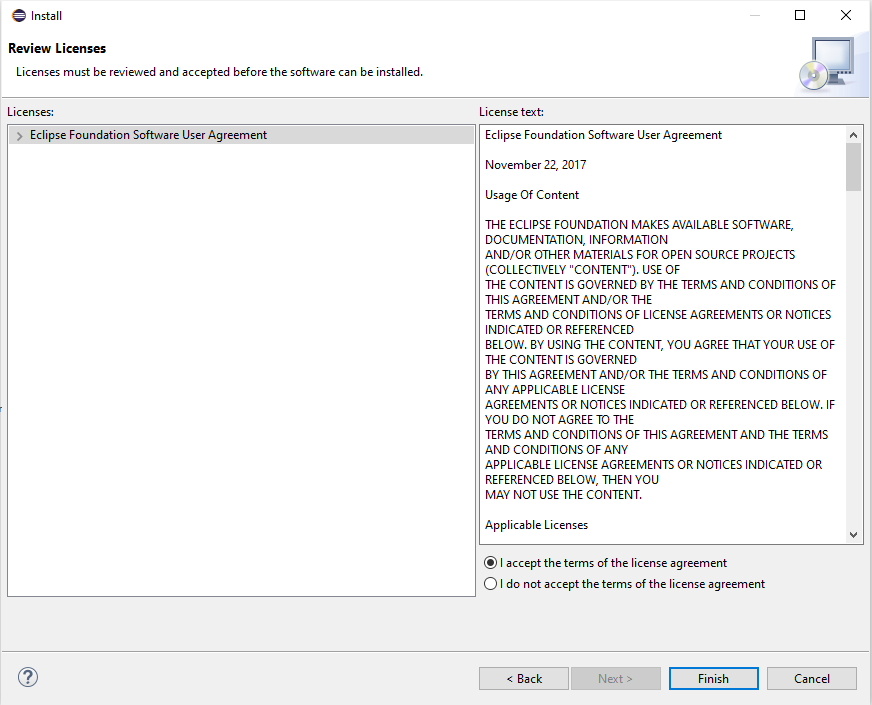 Install
Review Licenses
Licenses must be reviewed and accepted before the software can be installed.
Licenses:
Eclipse Foundation Software User Agreement
License text:
Eclipse Foundation Software User Agreement
November 22, 2017
Usage Of Content
THE ECLIPSE FOUNDATION MAKES AVAILABLE SOFTWARE,
DOCUMENTATION, INFORMATION
AND/OR OTHER MATERIALS FOR OPEN SOURCE PROJECTS
(COLLECTIVELY "CONTENT"). USE OF
THE CONTENT IS GOVERNED BY THE TERMS AND CONDITIONS OF
THIS AGREEMENT AND/OR THE
TERMS AND CONDITIONS OF LICENSE AGREEMENTS OR NOTICES
INDICATED OR REFERENCED
BELOW. BY USING THE CONTENT, YOU AGREE THAT YOUR USE OF
THE CONTENT IS GOVERNED
BY THIS AGREEMENT AND/OR THE TERMS AND CONDITIONS OF
ANY APPLICABLE LICENSE
AGREEMENTS OR NOTICES INDICATED OR REFERENCED BELOW. IF
YOU DO NOT AGREE TO THE
TERMS AND CONDITIONS OF THIS AGREEMENT AND THE TERMS
AND CONDITIONS OF ANY
APPLICABLE LICENSE AGREEMENTS OR NOTICES INDICATED OR
REFERENCED BELOW, THEN YOU
MAY NOT USE THE CONTENT.
Applicable Licenses
I accept the terms of the license agreement
I do not accept the terms of the license agreement
?
< Back
Next >
Finish
Cancel